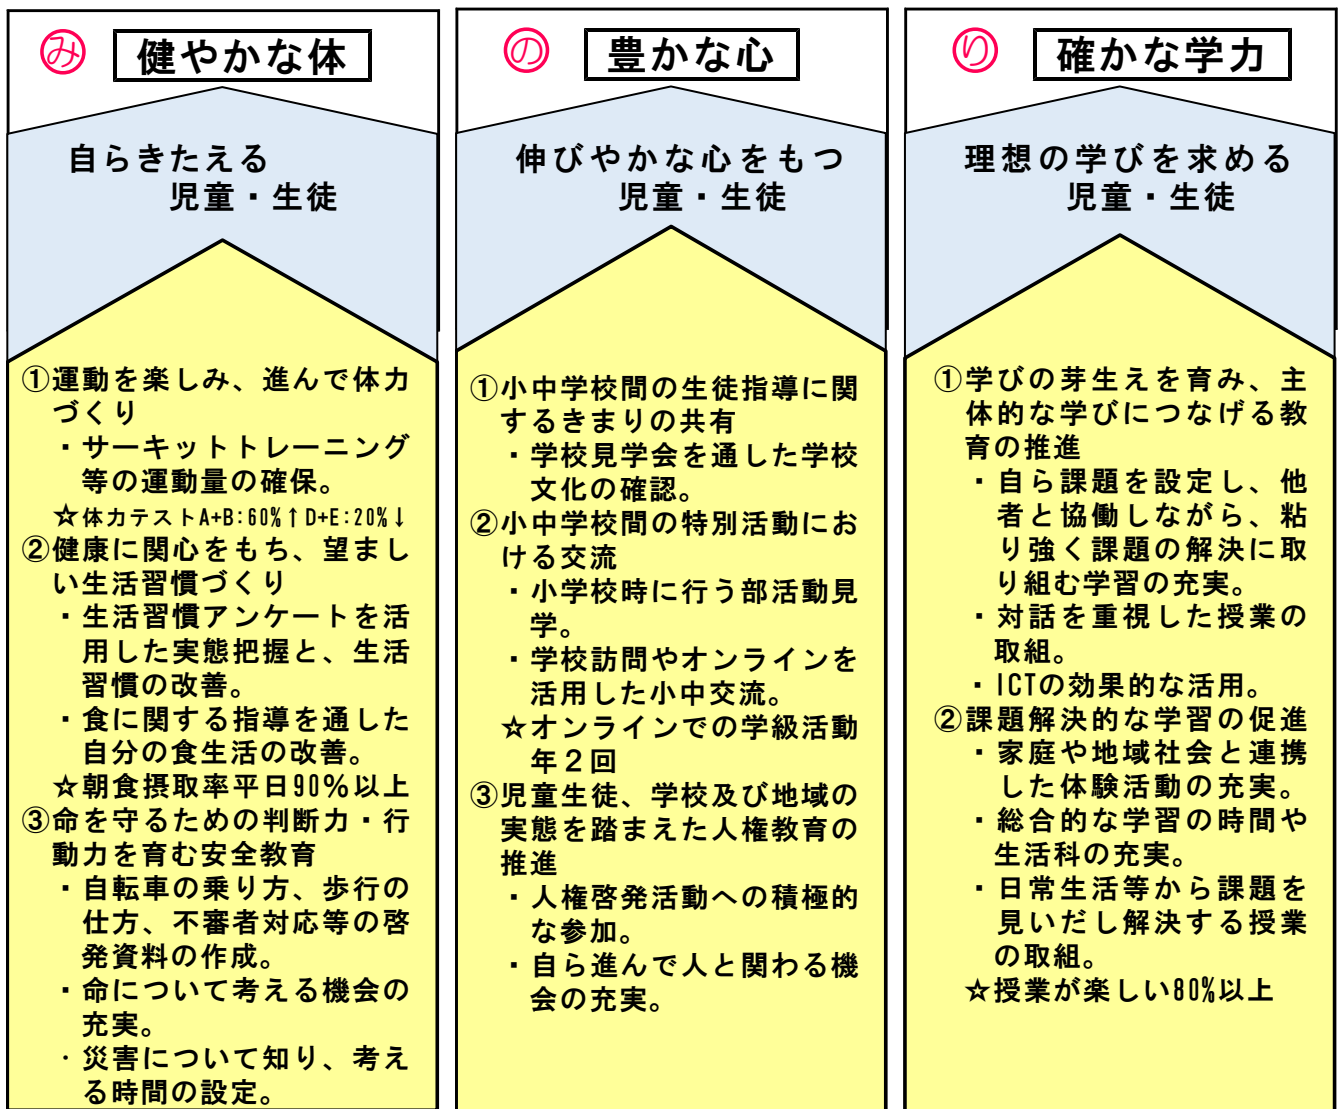 み 健やかな体
自らきたえる
児童・生徒
①運動を楽しみ、進んで体力
づくり
・サーキットトレーニング
等の運動量の確保。
☆体力テストA+B:60%↑D+E:20%↓
②健康に関心をもち、望まし
い生活習慣づくり
・生活習慣アンケートを活
用した実態把握と、生活
習慣の改善。
・食に関する指導を通した
自分の食生活の改善。
☆朝食摂取率平日90%以上
③命を守るための判断力・行
動力を育む安全教育
・自転車の乗り方、歩行の
仕方、不審者対応等の啓
発資料の作成。
・命について考える機会の
充実。
・災害について知り、考え
る時間の設定。
の 豊かな心
伸びやかな心をもつ
児童・生徒
①小中学校間の生徒指導に関
するきまりの共有
・学校見学会を通した学校
文化の確認。
②小中学校間の特別活動にお
ける交流
・小学校時に行う部活動見
学。
・学校訪問やオンラインを
活用した小中交流。
☆オンラインでの学級活動
年２回
③児童生徒、学校及び地域の
実態を踏まえた人権教育の
推進
・人権啓発活動への積極的
な参加。
・自ら進んで人と関わる機
会の充実。
り 確かな学力
理想の学びを求める
児童・生徒
①学びの芽生えを育み、主
体的な学びにつなげる教
育の推進
・自ら課題を設定し、他
者と協働しながら、粘
り強く課題の解決に取
り組む学習の充実。
・対話を重視した授業の
取組。
・ICTの効果的な活用。
②課題解決的な学習の促進
・家庭や地域社会と連携
した体験活動の充実。
・総合的な学習の時間や
生活科の充実。
・日常生活等から課題を
見いだし解決する授業
の取組。
☆授業が楽しい80%以上